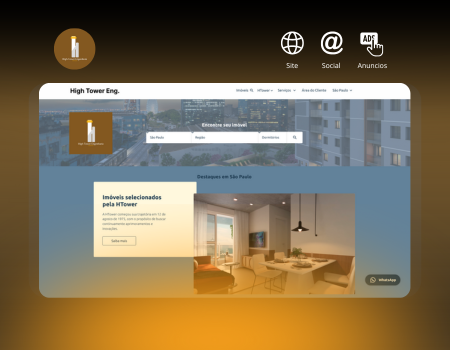 ADS
Site
Social
Anuncios
High Tower Eng.
Imóveis
HTower
Serviços
Área do Cliente
São Paulo
Encontre seu imóvel
São Paulo
Região
Dormitórios
Destaques em São Paulo
Imóveis selecionados
pela HTower
Saiba mais
WhatsApp